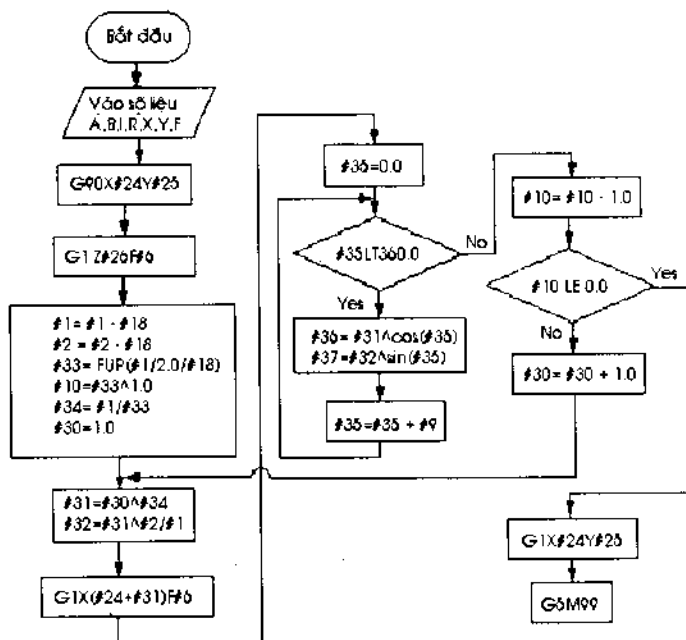 Bắt đầu
Vào số liệu
A,B,I,R,X,Y,F
G90X#24Y#25
G1 Z#26F#6
#1= #1 - #18
#2 = #2 - #18
#33= FUP(#1/2.0/#18)
#10=#33^1.0
#34= #1/#33
#30=1.0
#31=#30^#34
#32=#31^#2/#1
G1X(#24+#31)F#6
#35=0.0
#35LT360.0
No
Yes
#36= #31^cos(#35)
#37=#32^sin(#35)
#35=#35 + #9
#10= #10 - 1.0
#10 LE 0.0
Yes
No
#30= #30 + 1.0
G1X#24Y#25
G5M99